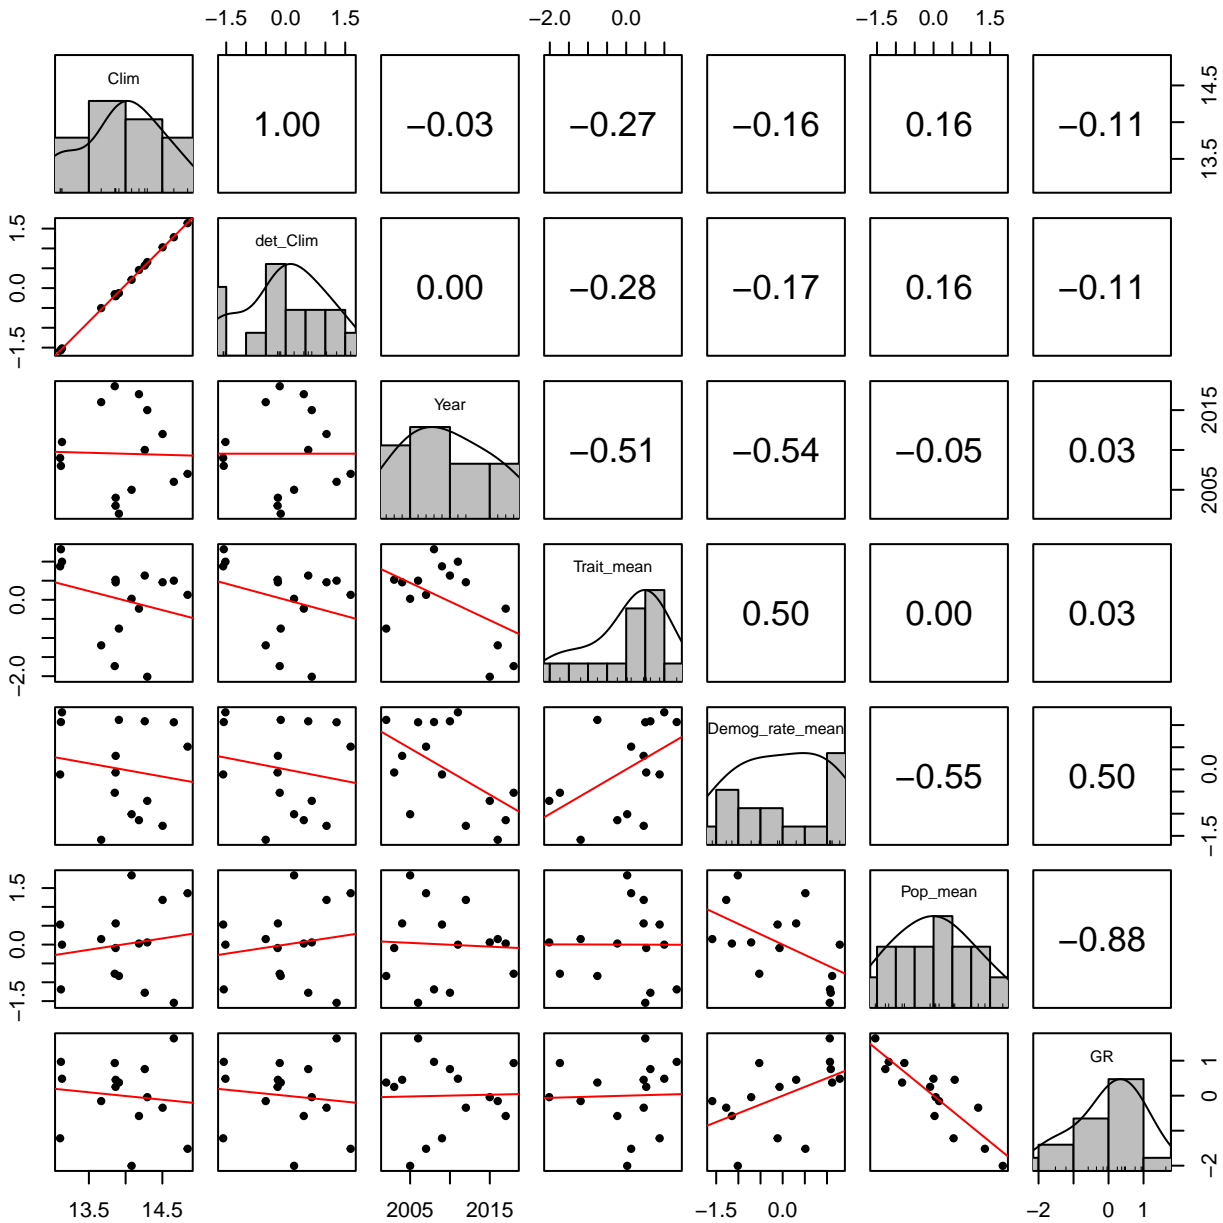 −1.5 0.0 1.5 −2.0 0.0 −1.5 0.0 1.5
Clim 1.00 −0.03 −0.27 −0.16 0.16 −0.11 13.5 14.5
−1.5 0.0 1.5 det_Clim 0.00 −0.28 −0.17 0.16 −0.11
Year −0.51 −0.54 −0.05 0.03 2005 2015
−2.0 0.0 Trait_mean 0.50 0.00 0.03
Demog_rate_mean −0.55 0.50 −1.5 0.0
−1.5 0.0 1.5 Pop_mean −0.88
GR −2 −1 0 1
13.5 14.5 2005 2015 −1.5 0.0 −2 0 1